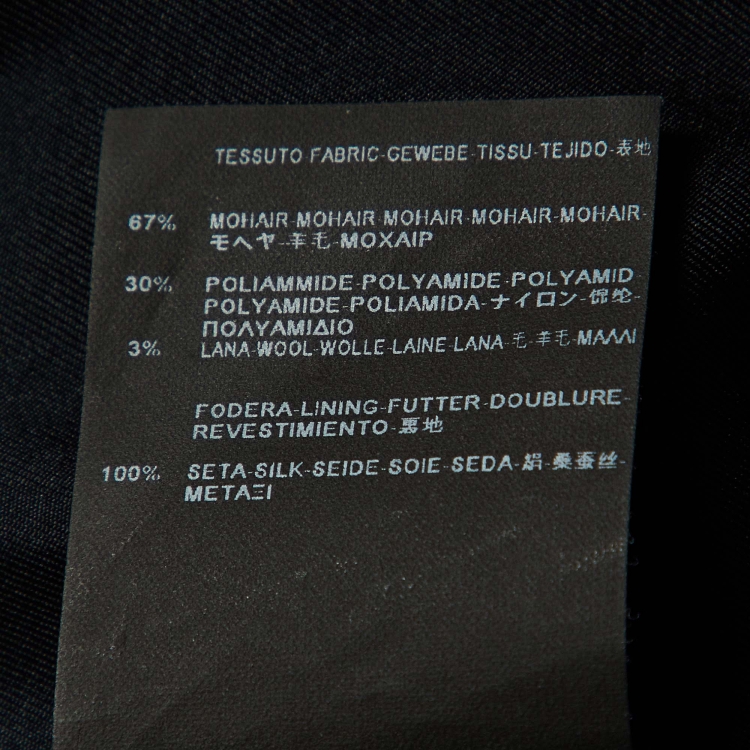 TESSUTO FABRIC-GEWEBE-TISSU-TEJIDO-表地
67% MOHAIR-MOHAIR-MOHAIR-MOHAIR-MOHAIR-
モヘヤ-羊毛-MOXAIP
30% POLIAMMIDE-POLYAMIDE-POLYAMID
POLYAMIDE-POLIAMIDA-ナイロン-锦纶-
ΠΟΛΥΑΜΙΔΙΟ
3% LANA-WOOL-WOLLE-LAINE-LANA-毛-羊毛-ΜΑΛΛΙ
FODERA-LINING-FUTTER-DOUBLURE-
REVESTIMIENTO-裏地
100% SETA-SILK-SEIDE-SOIE-SEDA-絹-桑蚕丝-
ΜΕΤΑΞΙ